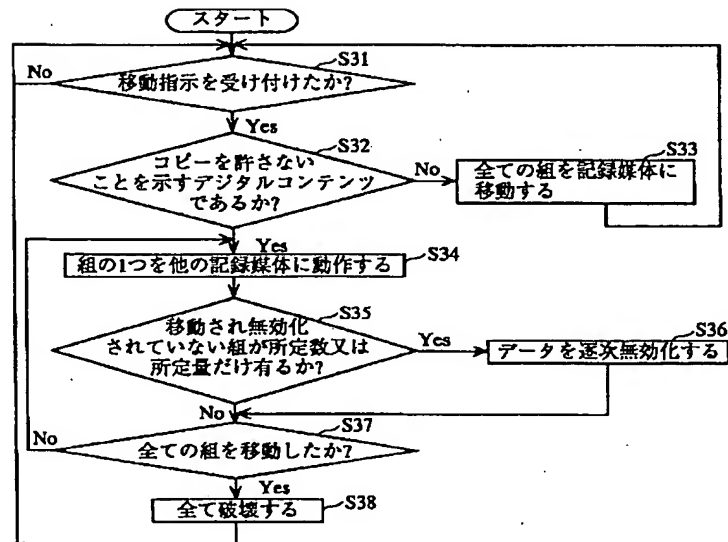 スタート
S31
No
移動指示を受け付けたか?
Yes
S32
コピーを許さない
ことを示すデジタルコンテンツ
であるか?
No
S33
全ての組を記録媒体に
移動する
Yes
S34
組の1つを他の記録媒体に動作する
S35
移動され無効化
されていない組が所定数又は
所定量だけ有るか?
Yes
S36
データを逐次無効化する
No
S37
No
全ての組を移動したか?
Yes
S38
全て破壊する